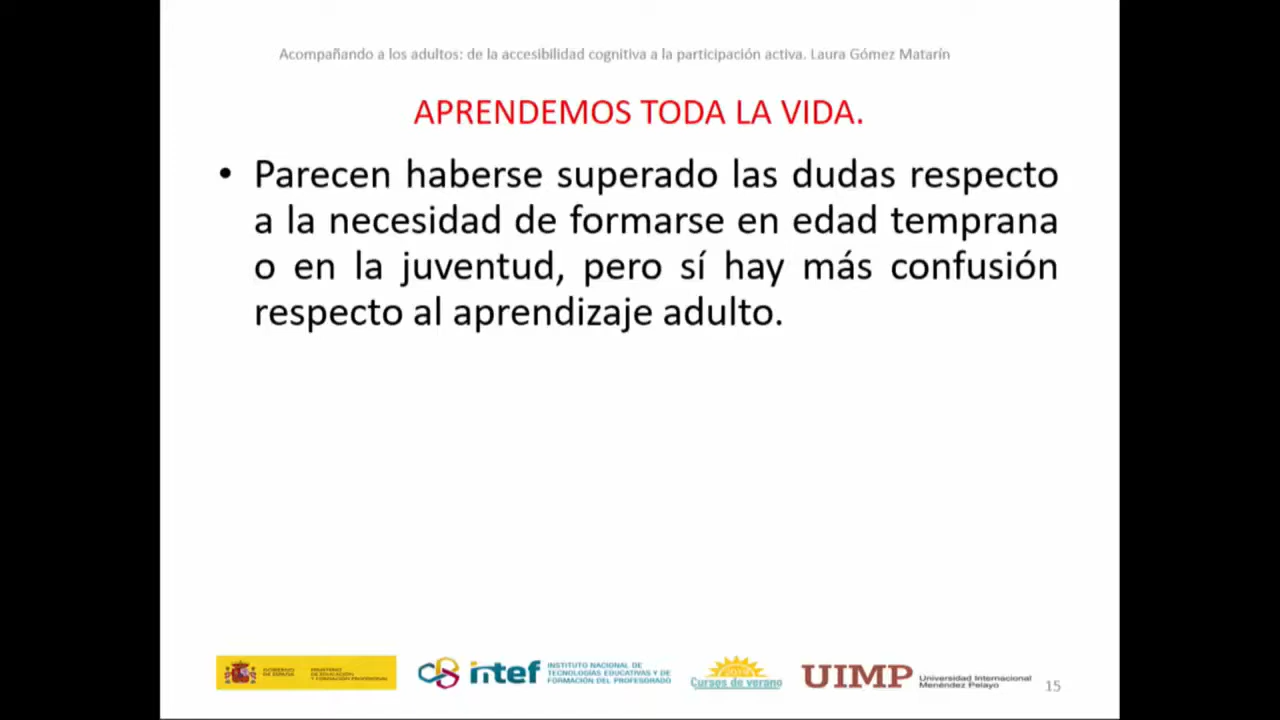 Acompañando a los adultos: de la accesibilidad cognitiva a la participación activa. Laura Gómez Matarín
APRENDEMOS TODA LA VIDA.
• Parecen haberse superado las dudas respecto
a la necesidad de formarse en edad temprana
o en la juventud, pero sí hay más confusión
respecto al aprendizaje adulto.
GOBIERNO
DE ESPAÑA
MINISTERIO
DE EDUCACIÓN
Y FORMACIÓN PROFESIONAL
intef
INSTITUTO NACIONAL DE
TECNOLOGÍAS EDUCATIVAS Y DE
FORMACIÓN DEL PROFESORADO
Cursos de verano
UIMP
Universidad Internacional
Menéndez Pelayo
15